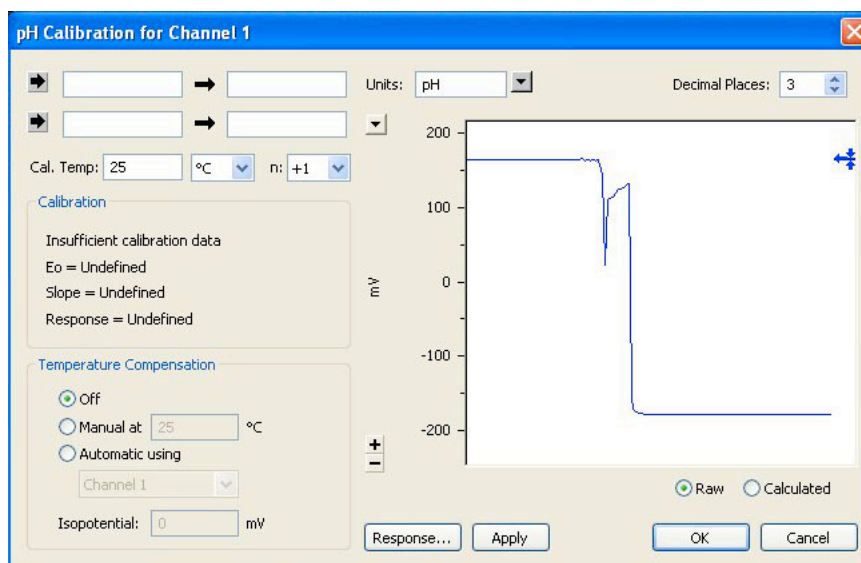 pH Calibration for Channel 1
Units: pH
Decimal Places: 3
Cal. Temp: 25 °C n: +1
Calibration
Insufficient calibration data
Eo = Undefined
Slope = Undefined
Response = Undefined
Temperature Compensation
Off
Manual at 25 °C
Automatic using
Channel 1
Isopotential: 0 mV
200
100
0
-100
-200
mV
+
−
Raw Calculated
Response... Apply OK Cancel